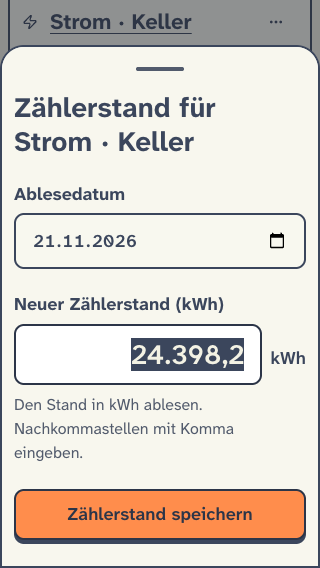 Strom · Keller
Zählerstand für
Strom · Keller
Ablesedatum
21.11.2026
Neuer Zählerstand (kWh)
24.398,2 kWh
Den Stand in kWh ablesen.
Nachkommastellen mit Komma
eingeben.
Zählerstand speichern